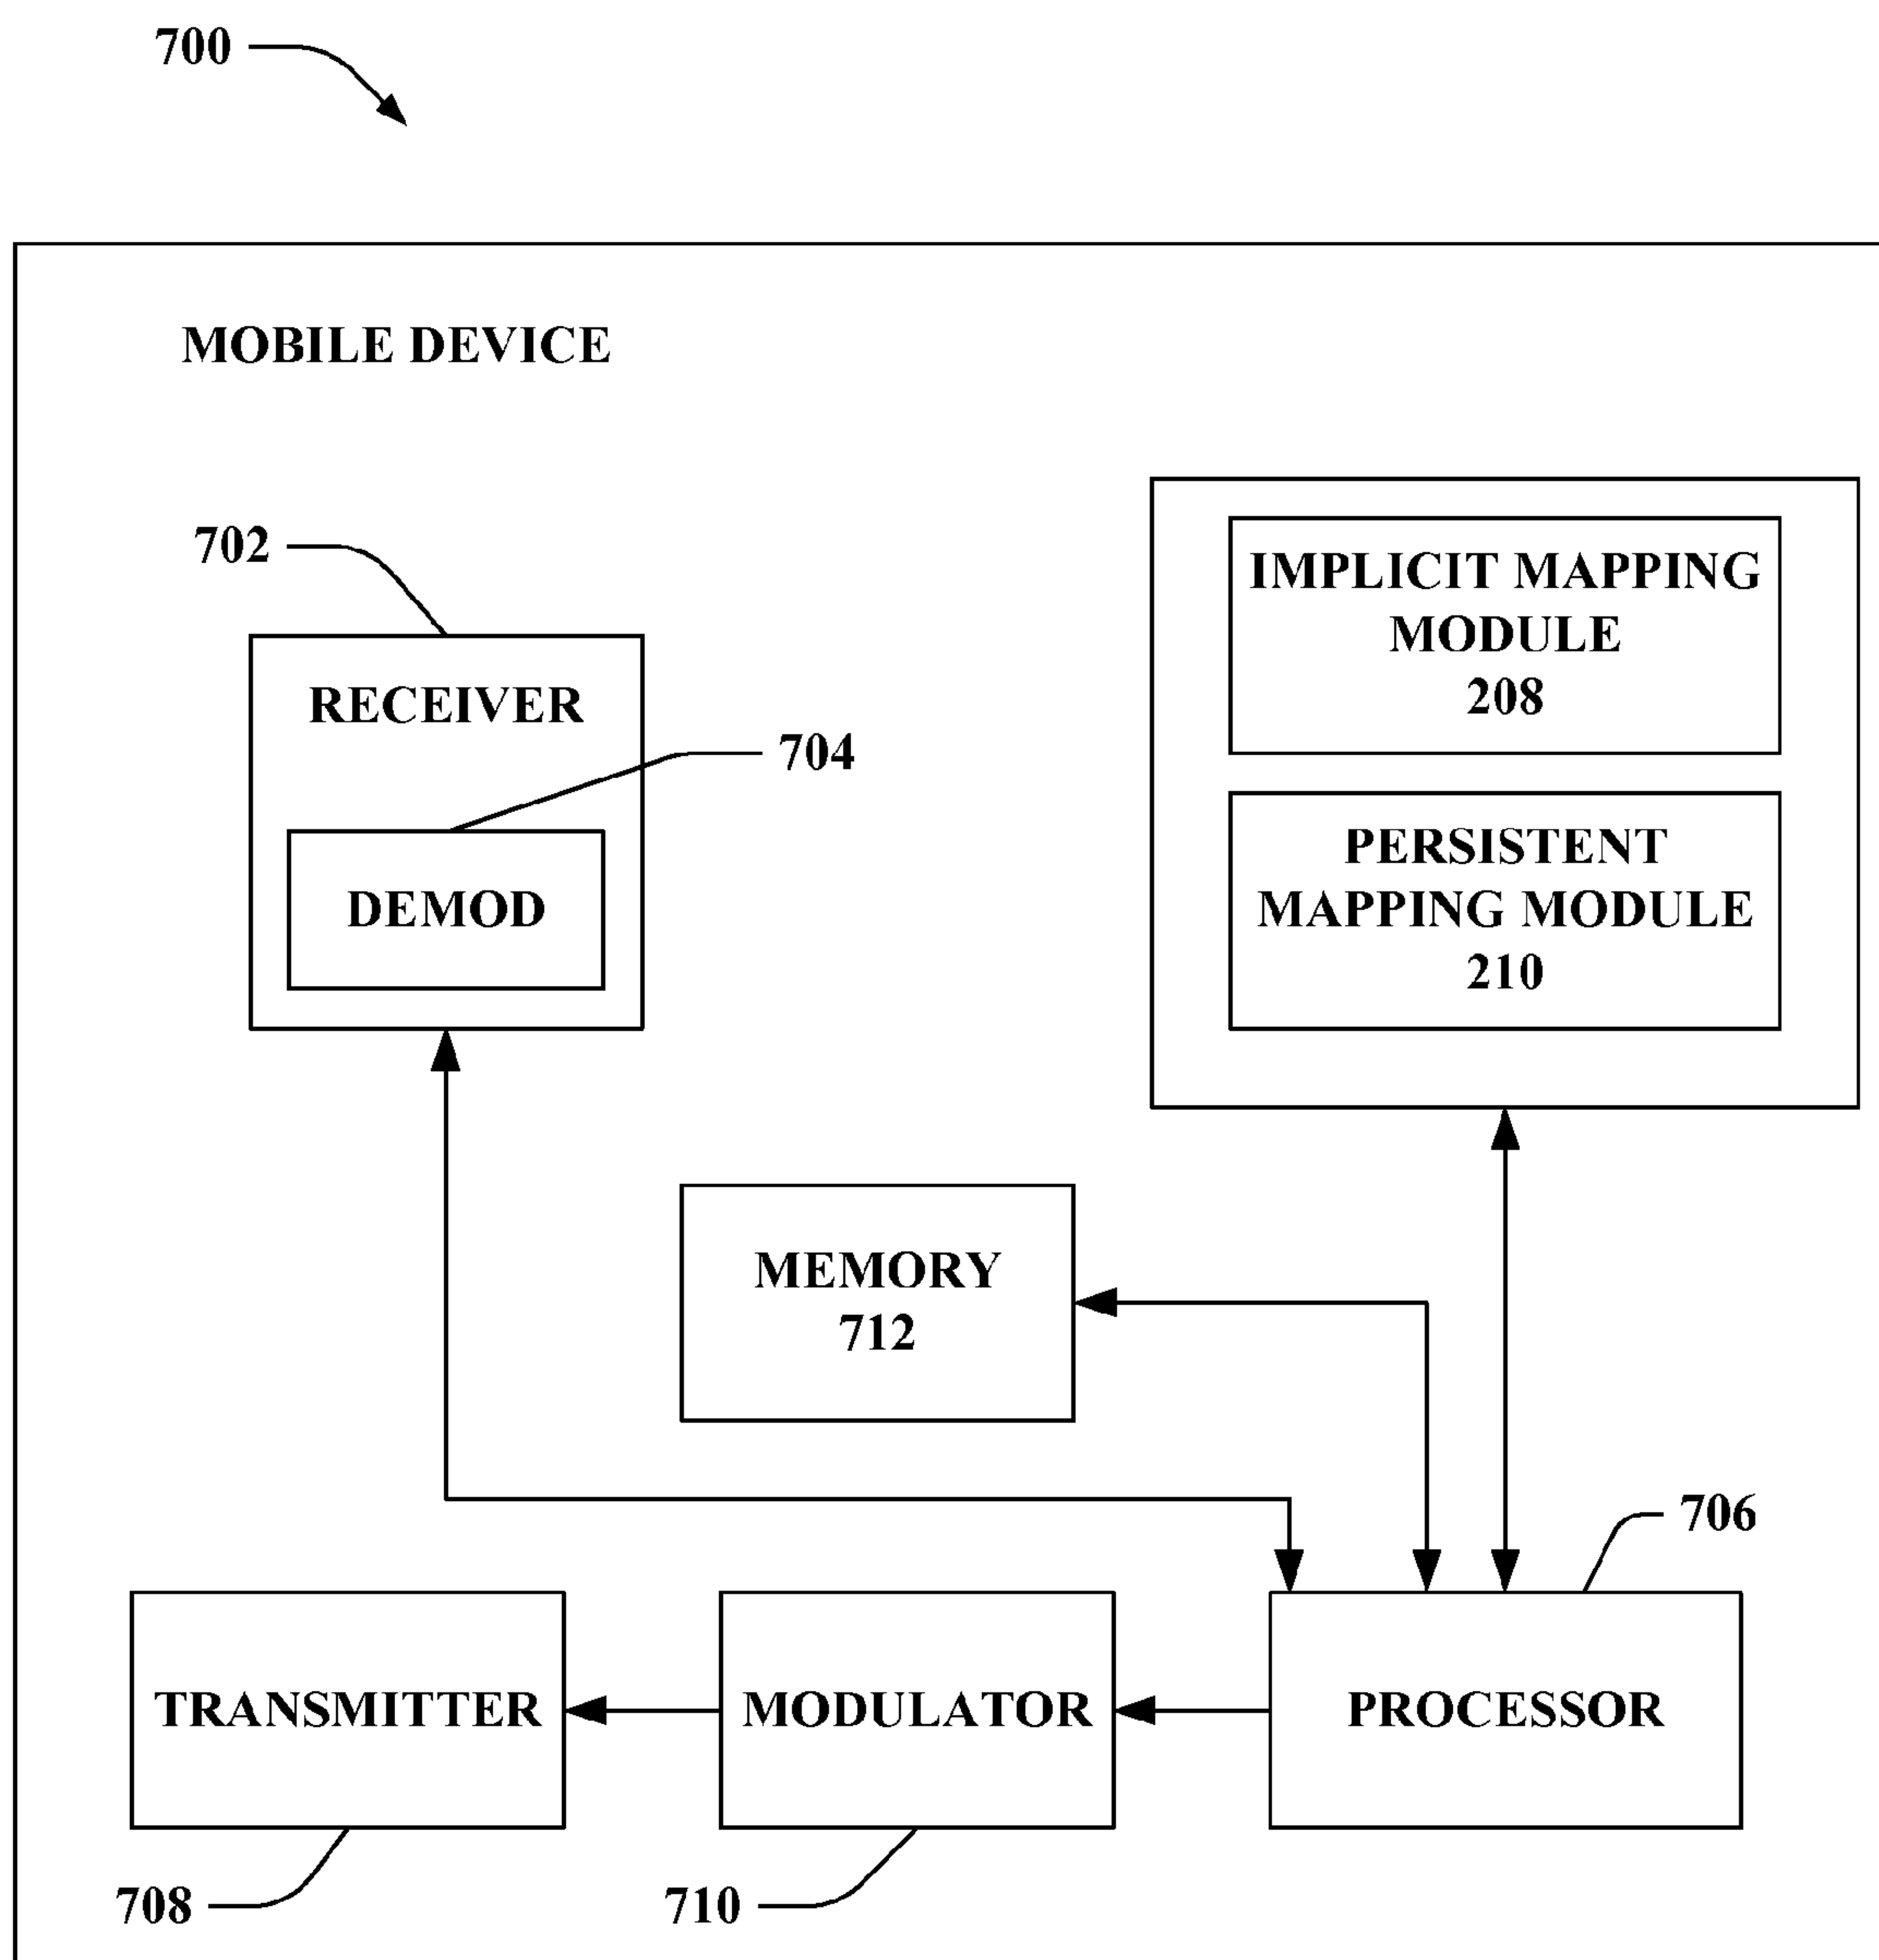 700
MOBILE DEVICE
702
RECEIVER
704
DEMOD
IMPLICIT MAPPING
MODULE
208
PERSISTENT
MAPPING MODULE
210
MEMORY
712
706
TRANSMITTER
MODULATOR
PROCESSOR
708
710